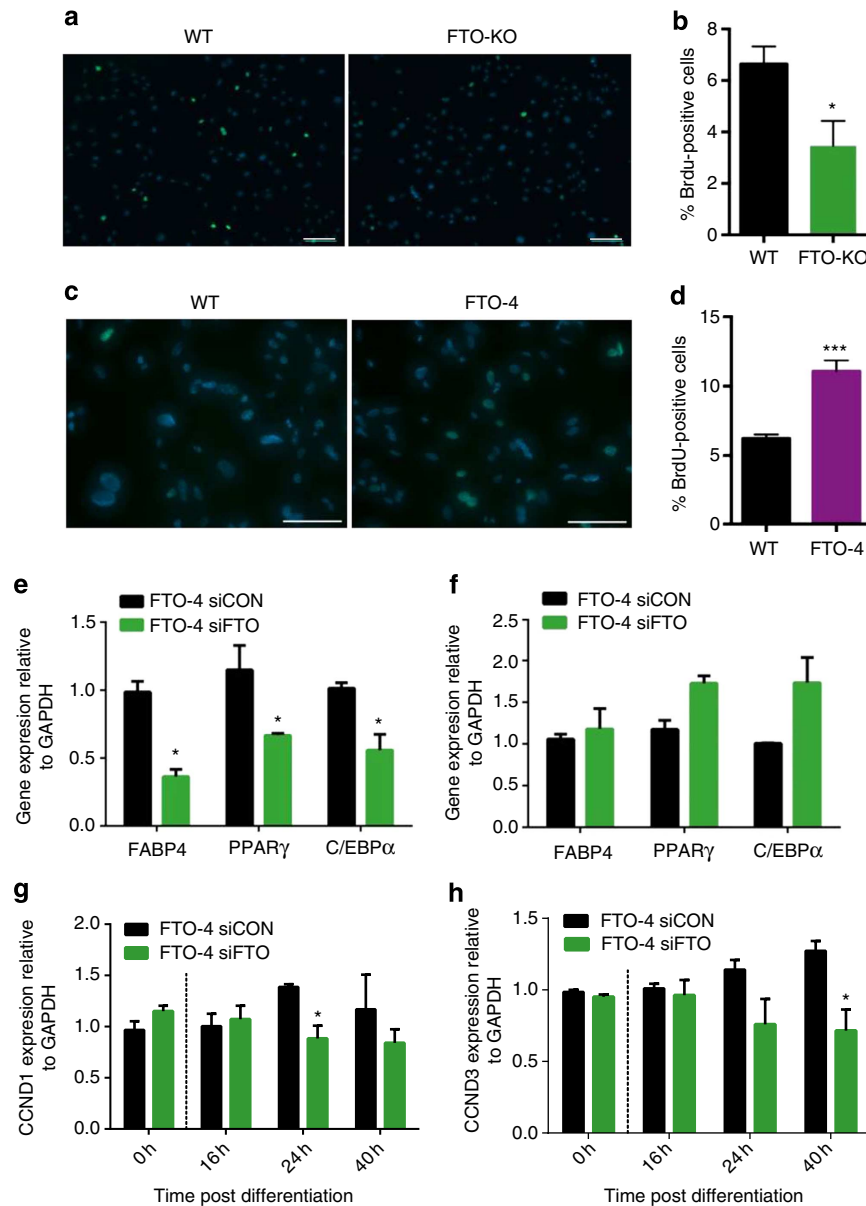 a
WT
FTO-KO
b
% Brdu-positive cells
8
6
4
2
0
*
WT
FTO-KO
c
WT
FTO-4
d
% BrdU-positive cells
15
10
5
0
***
WT
FTO-4
e
FTO-4 siCON
FTO-4 siFTO
Gene expresion relative
to GAPDH
1.5
1.0
0.5
0.0
*
*
*
FABP4
PPARγ
C/EBPα
f
FTO-4 siCON
FTO-4 siFTO
Gene expression relative
to GAPDH
2.5
2.0
1.5
1.0
0.5
0.0
FABP4
PPARγ
C/EBPα
g
FTO-4 siCON
FTO-4 siFTO
CCND1 expression relative
to GAPDH
2.0
1.5
1.0
0.5
0.0
*
0h
16h
24h
40h
Time post differentiation
h
FTO-4 siCON
FTO-4 siFTO
CCND3 expression relative
to GAPDH
1.5
1.0
0.5
0.0
*
0h
16h
24h
40h
Time post differentiation